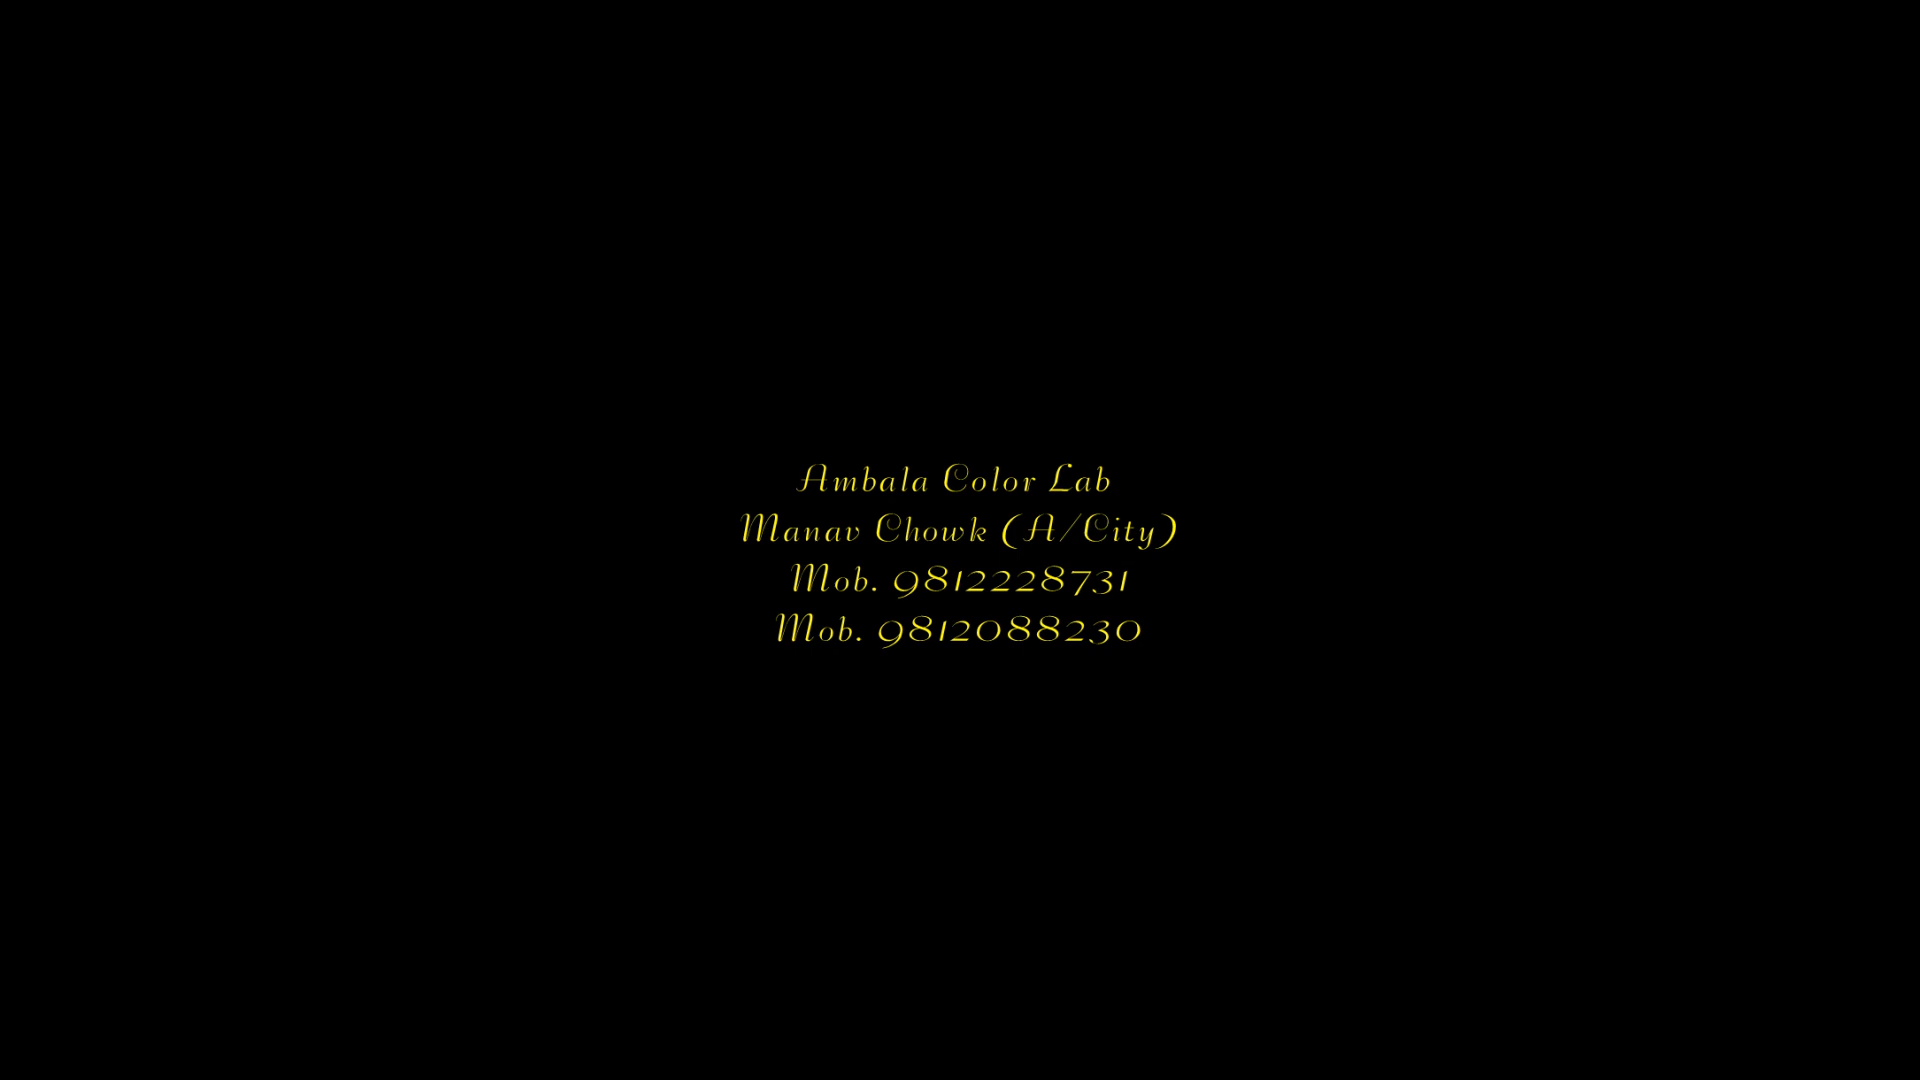 Ambala Color Lab
Manav Chowk (A/City)
Mob. 9812228731
Mob. 9812088230